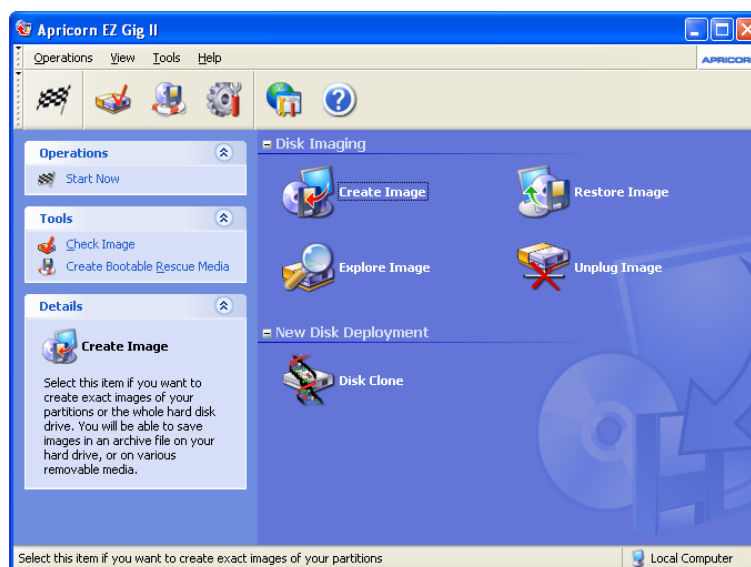 Apricorn EZ Gig II
Operations View Tools Help
APRICOR
Operations
Start Now
Tools
Check Image
Create Bootable Rescue Media
Details
Create Image
Select this item if you want to
create exact images of your
partitions or the whole hard disk
drive. You will be able to save
images in an archive file on your
hard drive, or on various
removable media.
Disk Imaging
Create Image
Restore Image
Explore Image
Unplug Image
New Disk Deployment
Disk Clone
Select this item if you want to create exact images of your partitions
Local Computer